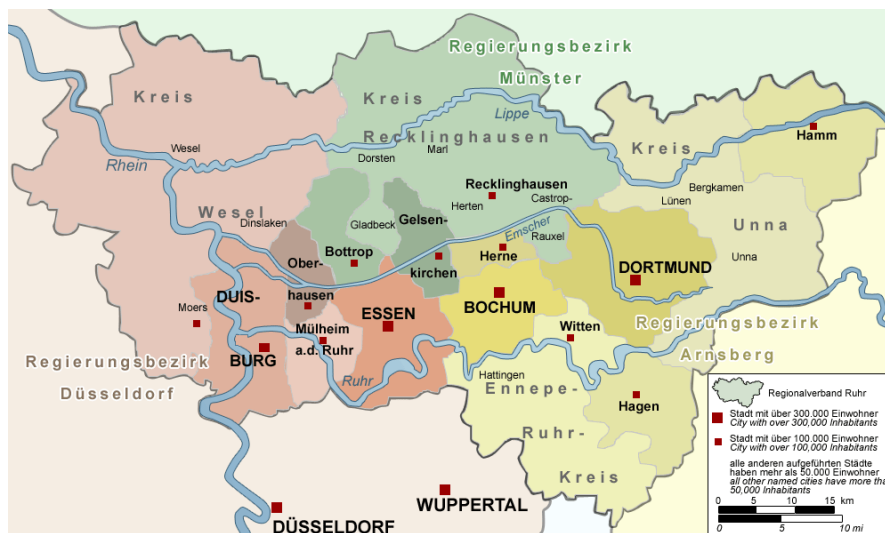 Regierungsbezirk
Münster
Kreis
Kreis
Lippe
Recklinghausen
Hamm
Kreis
Wesel
Rhein
Dorsten
Marl
Recklinghausen
Bergkamen
Lünen
Wesel
Dinslaken
Gladbeck
Gelsen-
Herten
Castrop-
Unna
Emscher
Rauxel
Unna
Bottrop
Herne
Ober-
kirchen
DORTMUND
DUIS-
hausen
ESSEN
BOCHUM
Moers
Mülheim
a.d. Ruhr
Witten
Regierungsbezirk
Arnsberg
BURG
Regierungsbezirk
Düsseldorf
Ruhr
Hattingen
Ennepe-
Hagen
Ruhr-
Kreis
WUPPERTAL
DÜSSELDORF
Regionalverband Ruhr
Stadt mit über 300.000 Einwohner
City with over 300,000 Inhabitants
Stadt mit über 100.000 Einwohner
City with over 100,000 Inhabitants
alle anderen aufgeführten Städte
haben mehr als 50.000 Einwohner
all other named cities have more tha
50,000 Inhabitants
0 5 10 15 km
0 5 10 mi